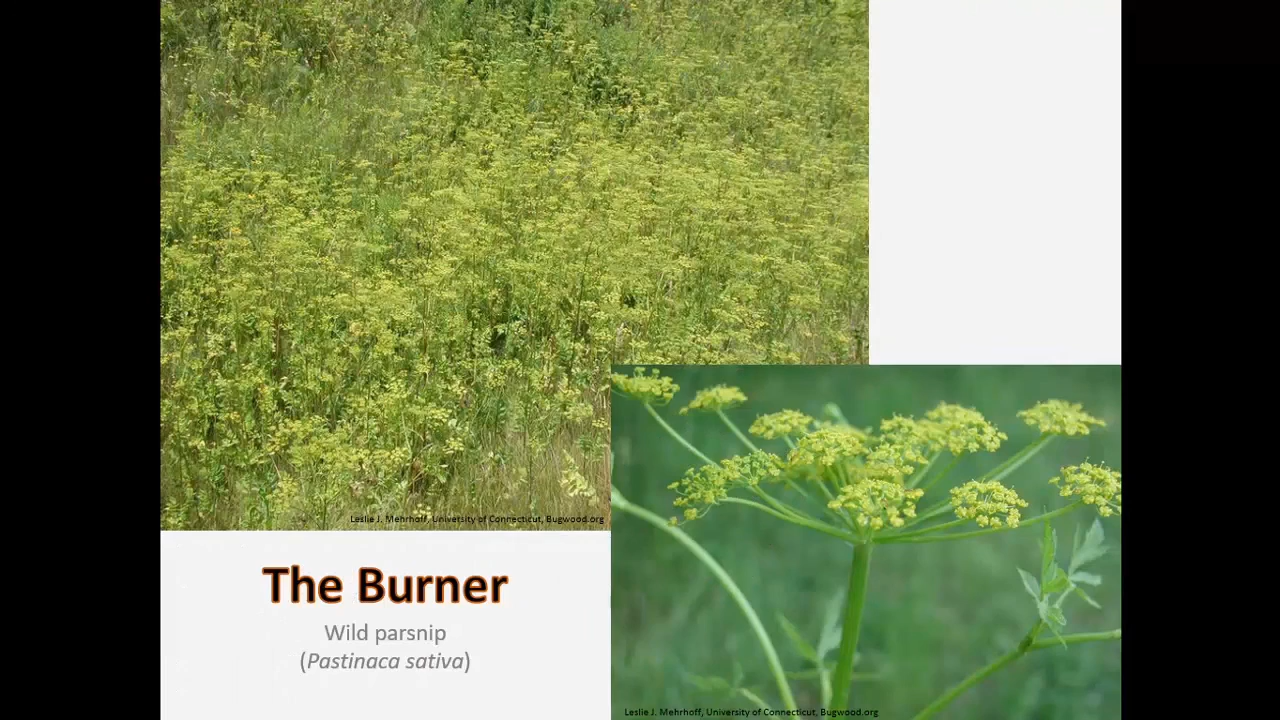 Leslie J. Mehrhoff, University of Connecticut, Bugwood.org
The Burner
Wild parsnip
(Pastinaca sativa)
Leslie J. Mehrhoff, University of Connecticut, Bugwood.org